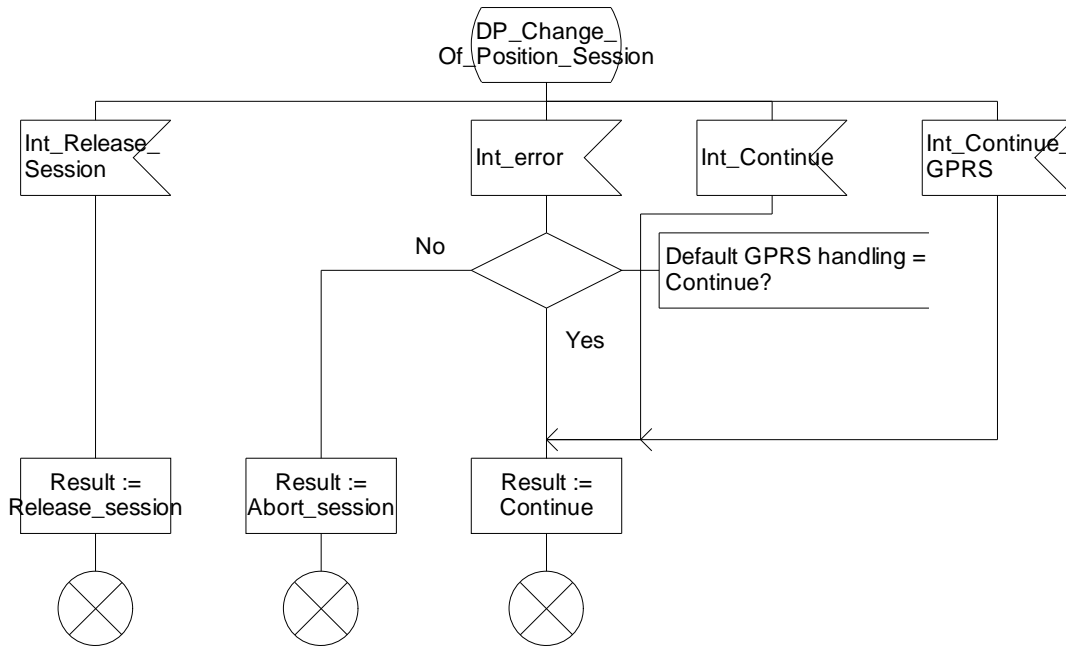 DP_Change_
Of_Position_Session
Int_Release_
Session
Int_error
Int_Continue
Int_Continue_
GPRS
No
Default GPRS handling =
Continue?
Yes
Result :=
Release_session
Result :=
Abort_session
Result :=
Continue